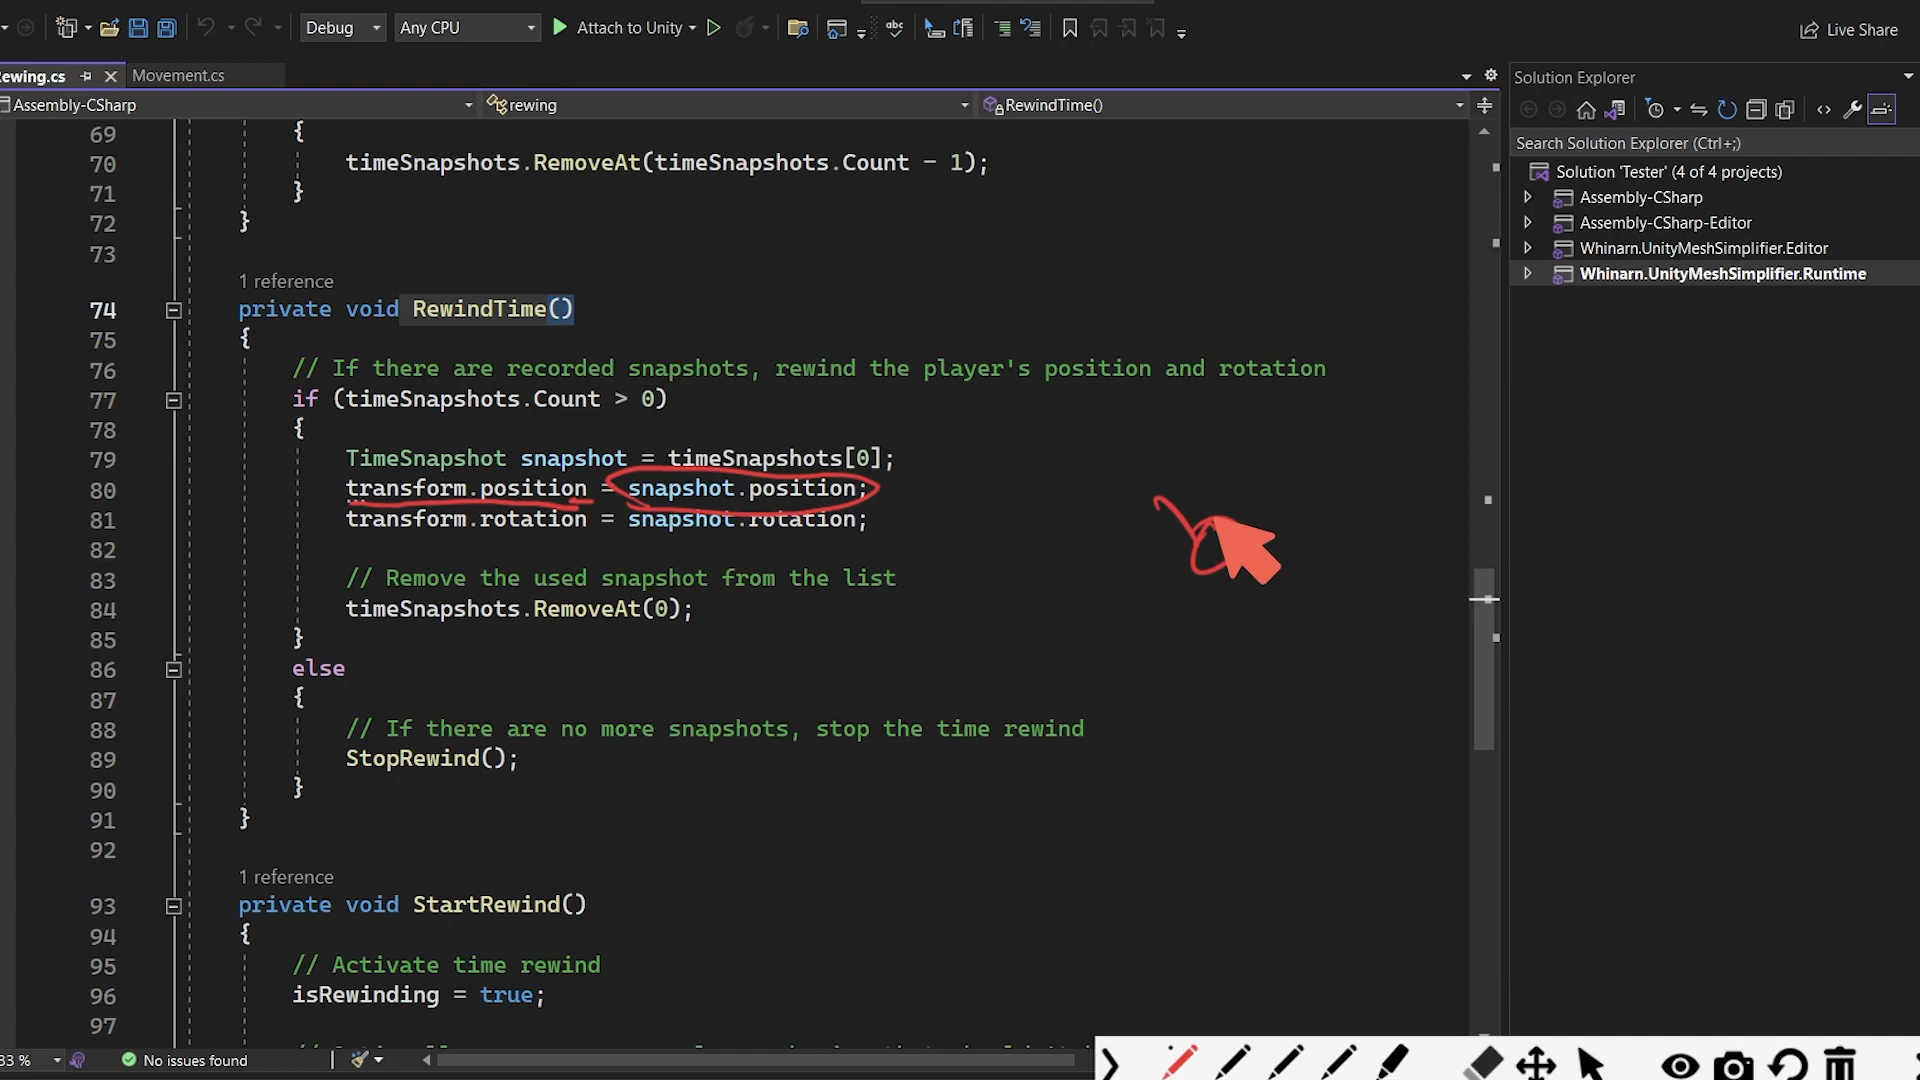 Debug Any CPU Attach to Unity abc Live Share
ewing.cs Movement.cs
Solution Explorer
Assembly-CSharp rewing RewindTime()
Search Solution Explorer (Ctrl+;)
Solution 'Tester' (4 of 4 projects)
Assembly-CSharp
Assembly-CSharp-Editor
Whinarn.UnityMeshSimplifier.Editor
Whinarn.UnityMeshSimplifier.Runtime
69 {
70 timeSnapshots.RemoveAt(timeSnapshots.Count - 1);
71 }
72 }
73
1 reference
74 private void RewindTime()
75 {
76 // If there are recorded snapshots, rewind the player's position and rotation
77 if (timeSnapshots.Count > 0)
78 {
79 TimeSnapshot snapshot = timeSnapshots[0];
80 transform.position = snapshot.position;
81 transform.rotation = snapshot.rotation;
82
83 // Remove the used snapshot from the list
84 timeSnapshots.RemoveAt(0);
85 }
86 else
87 {
88 // If there are no more snapshots, stop the time rewind
89 StopRewind();
90 }
91 }
92
1 reference
93 private void StartRewind()
94 {
95 // Activate time rewind
96 isRewinding = true;
97
33 % No issues found